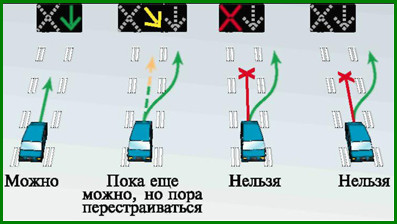 Можно
Пока еще
можно, но пора
перестраиваться
Нельзя
Нельзя